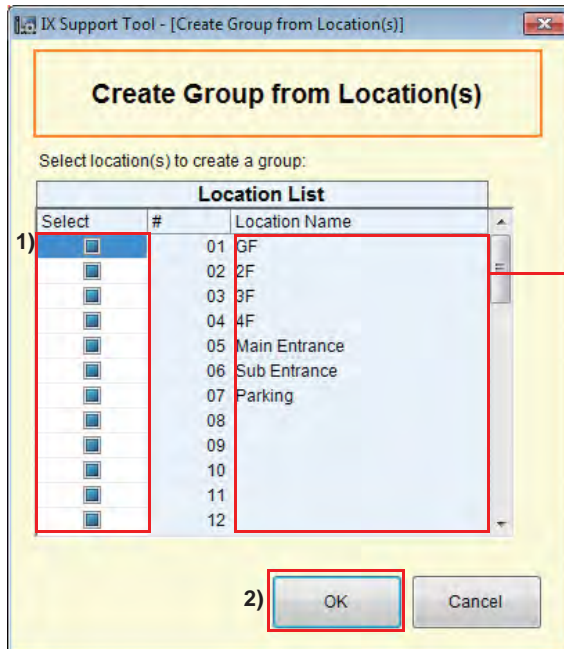 IX Support Tool - [Create Group from Location(s)]
Create Group from Location(s)
Select location(s) to create a group:
Location List
Select # Location Name
1)
01 GF
02 2F
03 3F
04 4F
05 Main Entrance
06 Sub Entrance
07 Parking
08
09
10
11
12
2) OK Cancel